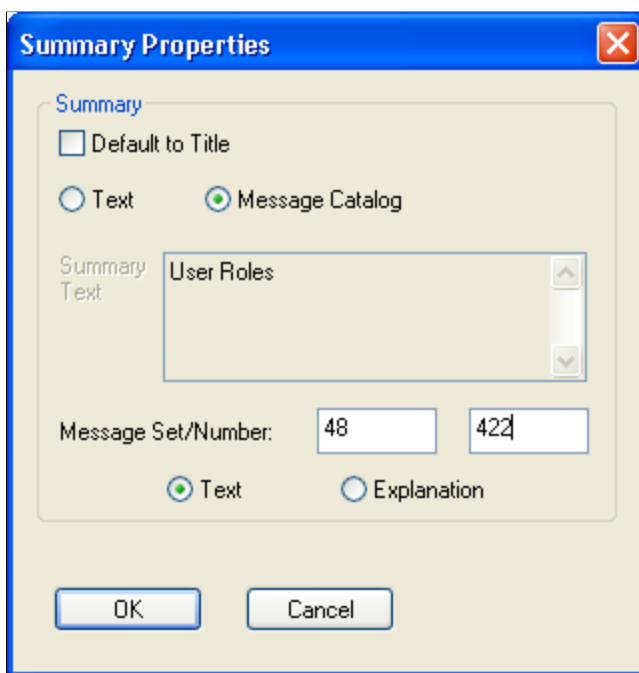 Summary Properties
Summary
Default to Title
Text Message Catalog
Summary Text
User Roles
Message Set/Number: 48 422
Text Explanation
OK Cancel